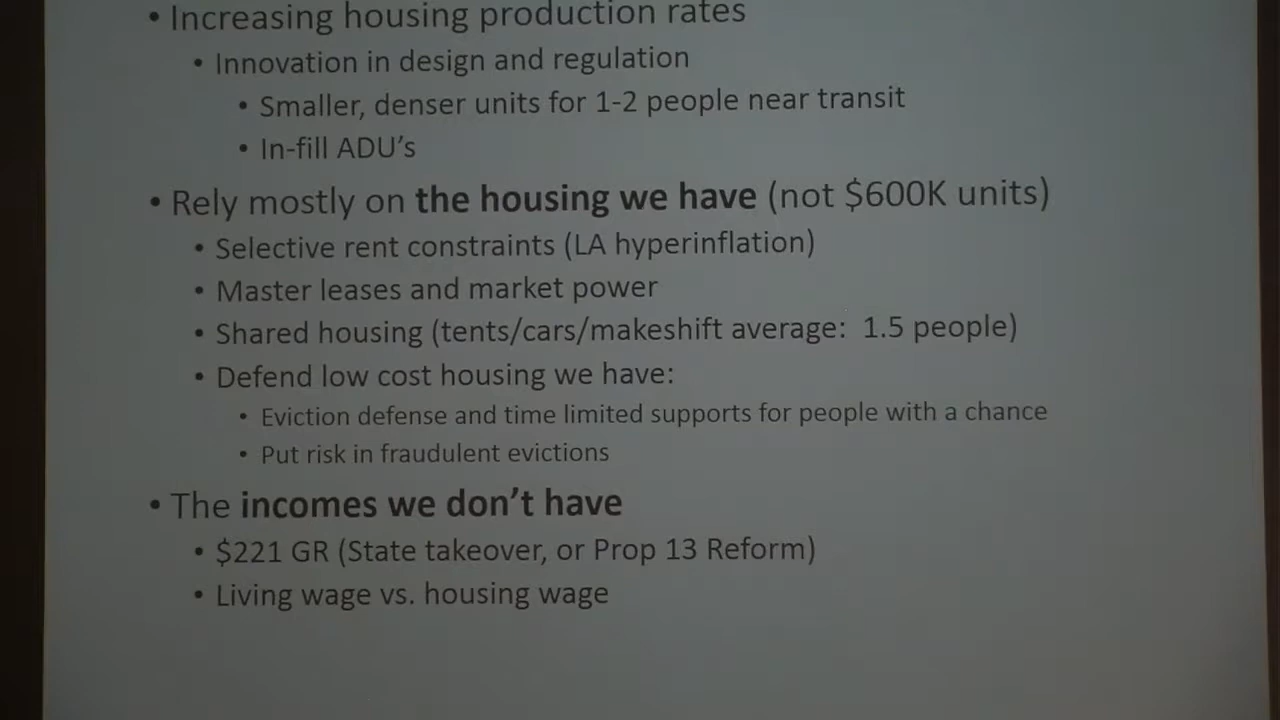 • Increasing housing production rates
• Innovation in design and regulation
• Smaller, denser units for 1-2 people near transit
• In-fill ADU’s
• Rely mostly on the housing we have (not $600K units)
• Selective rent constraints (LA hyperinflation)
• Master leases and market power
• Shared housing (tents/cars/makeshift average:  1.5 people)
• Defend low cost housing we have:
• Eviction defense and time limited supports for people with a chance
• Put risk in fraudulent evictions
• The incomes we don’t have
• $221 GR (State takeover, or Prop 13 Reform)
• Living wage vs. housing wage